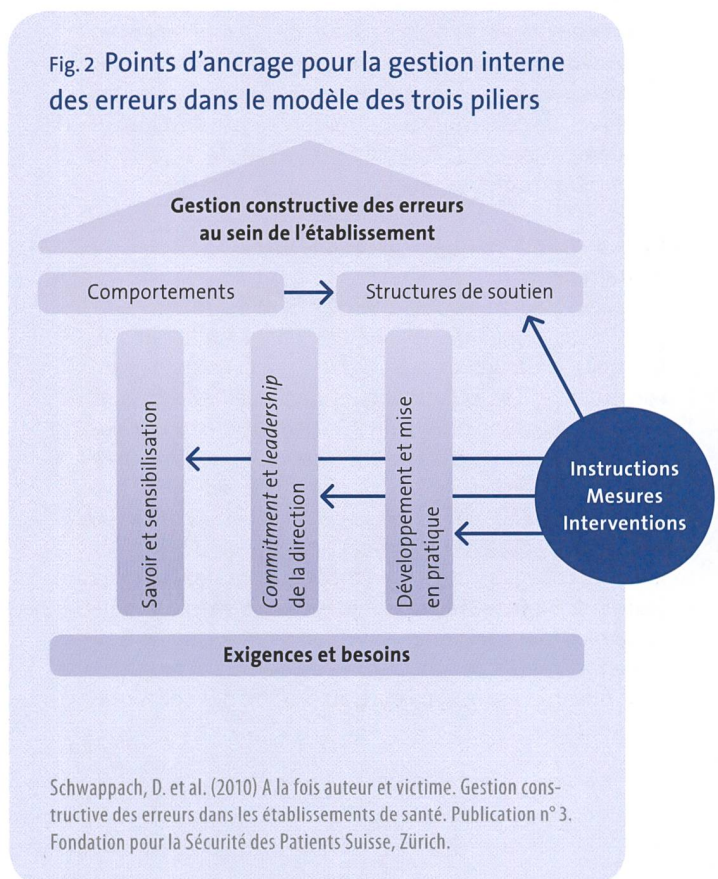 Fig. 2 Points d'ancrage pour la gestion interne
des erreurs dans le modèle des trois piliers
Gestion constructive des erreurs
au sein de l'établissement
Comportements
Structures de soutien
Savoir et sensibilisation
Commitment et leadership
de la direction
Développement et mise
en pratique
Instructions
Mesures
Interventions
Exigences et besoins
Schwappach, D. et al. (2010) A la fois auteur et victime. Gestion cons-
tructive des erreurs dans les établissements de santé. Publication n° 3.
Fondation pour la Sécurité des Patients Suisse, Zürich.